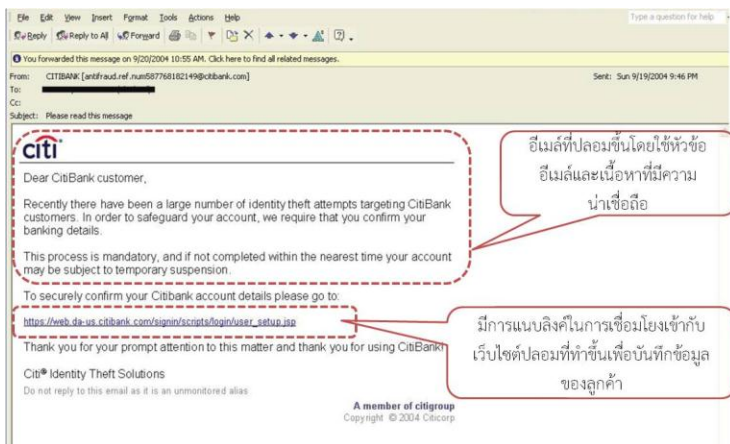 File Edit View Insert Format Tools Actions Help
Type a question for help
Reply Reply to All Forward
You forwarded this message on 9/20/2004 10:55 AM. Click here to find all related messages.
From: CITIBANK [antifraud.ref.num587768182149@citibank.com] Sent: Sun 9/19/2004 9:46 PM
To:
Cc:
Subject: Please read this message
citi
Dear CitiBank customer,
Recently there have been a large number of identity theft attempts targeting CitiBank
customers. In order to safeguard your account, we require that you confirm your
banking details.
This process is mandatory, and if not completed within the nearest time your account
may be subject to temporary suspension.
อีเมล์ที่ปลอมขึ้นโดยใช้หัวข้อ
อีเมล์และเนื้อหาที่มีความ
น่าเชื่อถือ
To securely confirm your Citibank account details please go to:
https://web.da-us.citibank.com/signin/scripts/login/user_setup.jsp
มีการแนบลิงค์ในการเชื่อมโยงเข้ากับ
เว็บไซต์ปลอมที่ทำขึ้นเพื่อบันทึกข้อมูล
ของลูกค้า
Thank you for your prompt attention to this matter and thank you for using CitiBank!
Citi® Identity Theft Solutions
Do not reply to this email as it is an unmonitored alias
A member of citigroup
Copyright © 2004 Citicorp